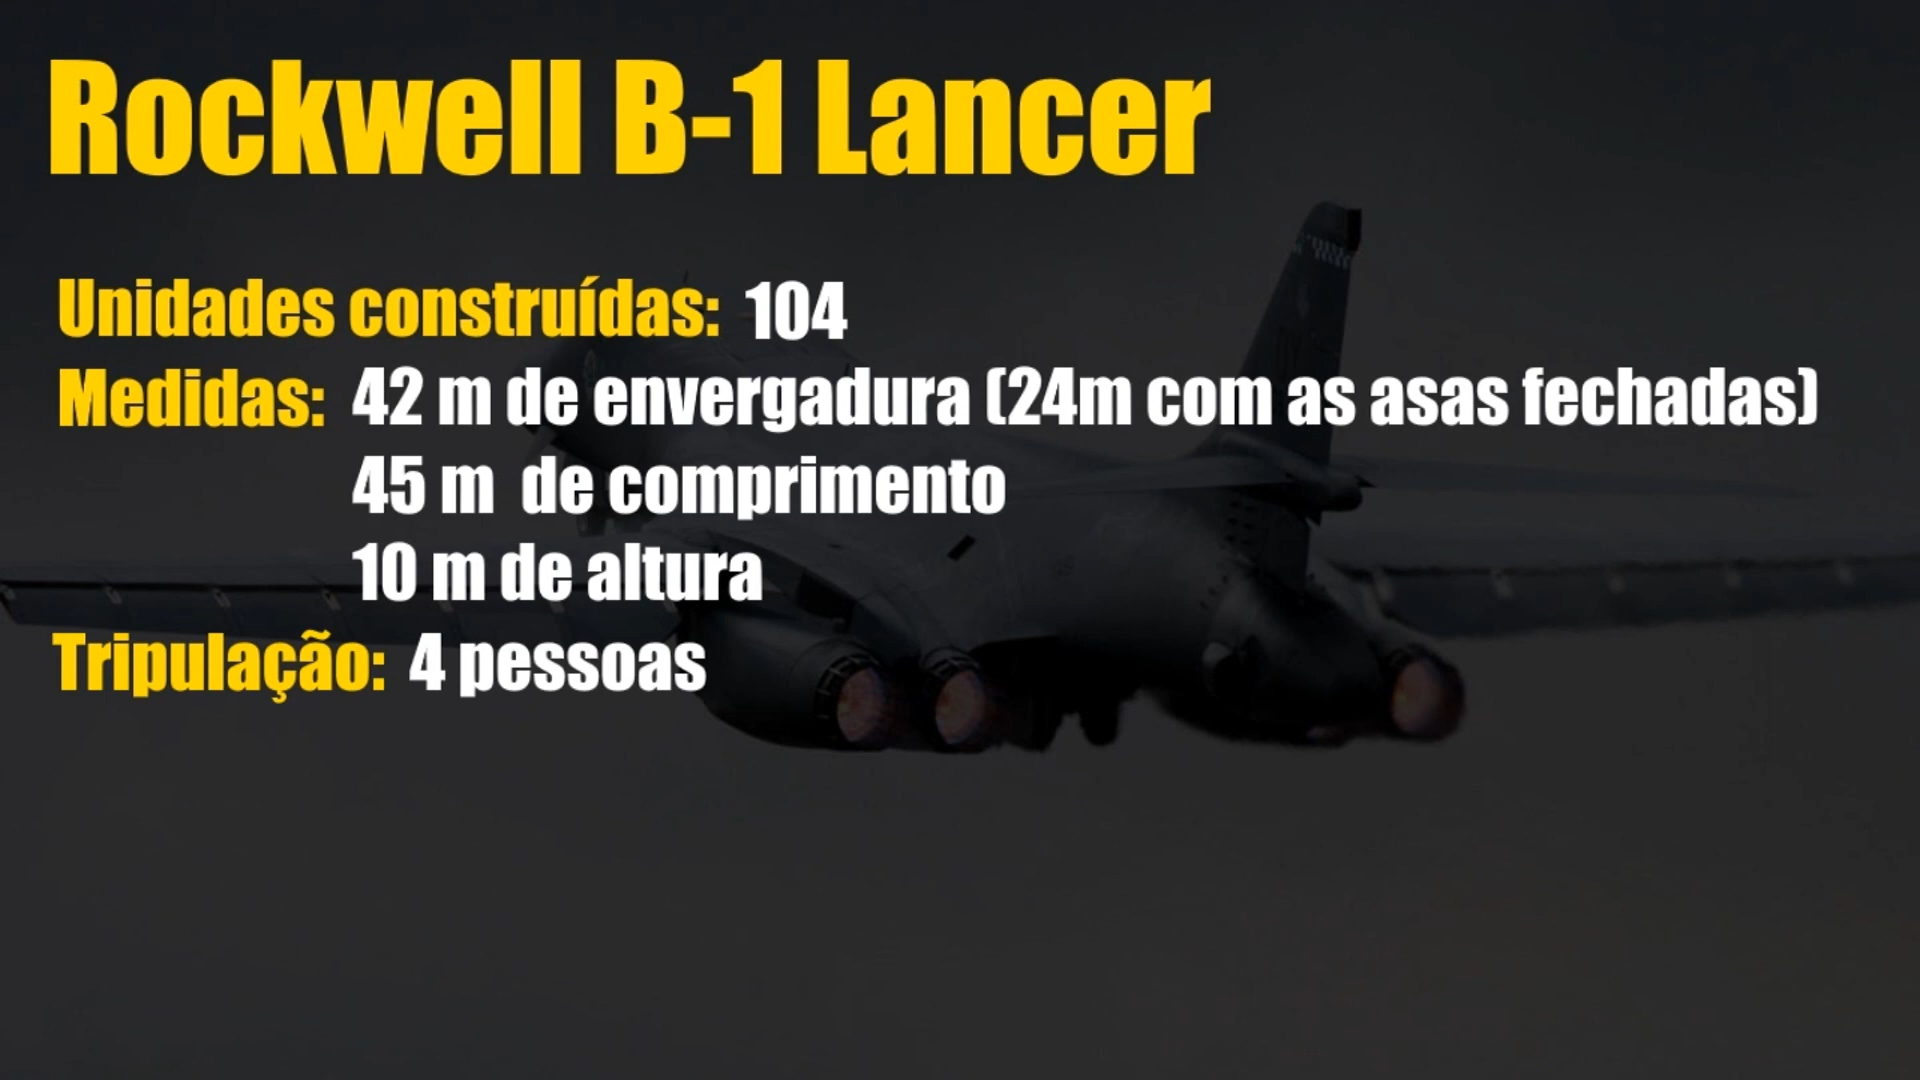 Rockwell B-1 Lancer
Unidades construídas: 104
Medidas: 42 m de envergadura (24m com as asas fechadas)
45 m de comprimento
10 m de altura
Tripulação: 4 pessoas